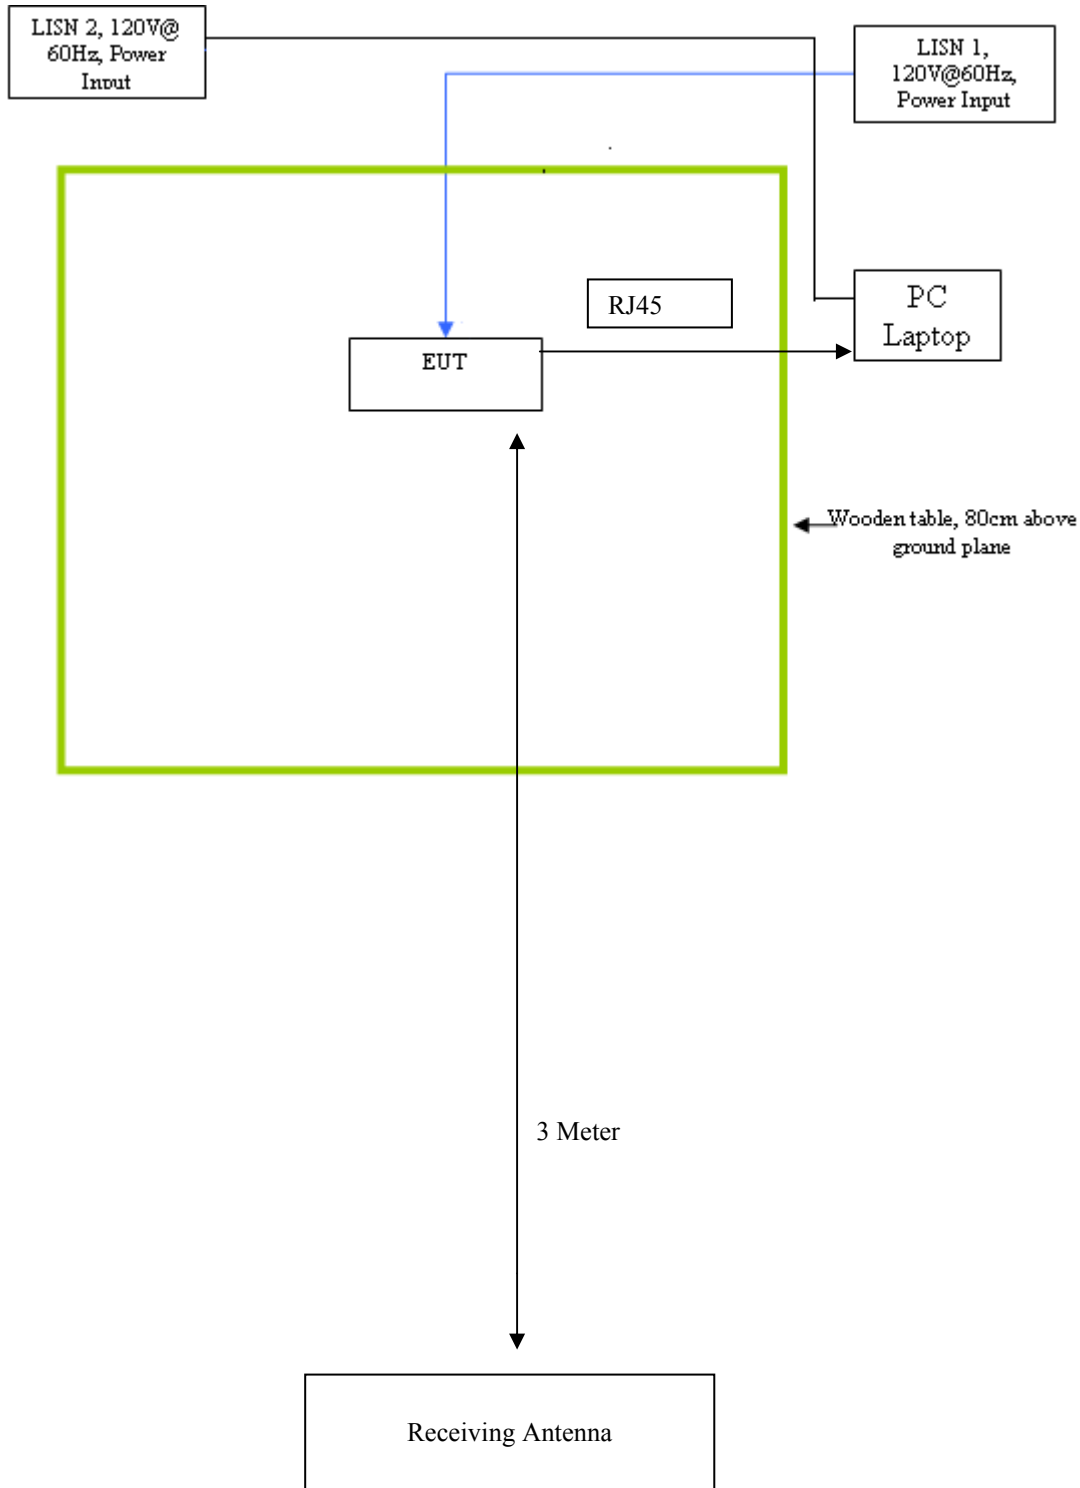 LISN 2, 120V@
60Hz, Power
Input
LISN 1,
120V@60Hz,
Power Input
RJ45
PC
Laptop
EUT
Wooden table, 80cm above
ground plane
3 Meter
Receiving Antenna